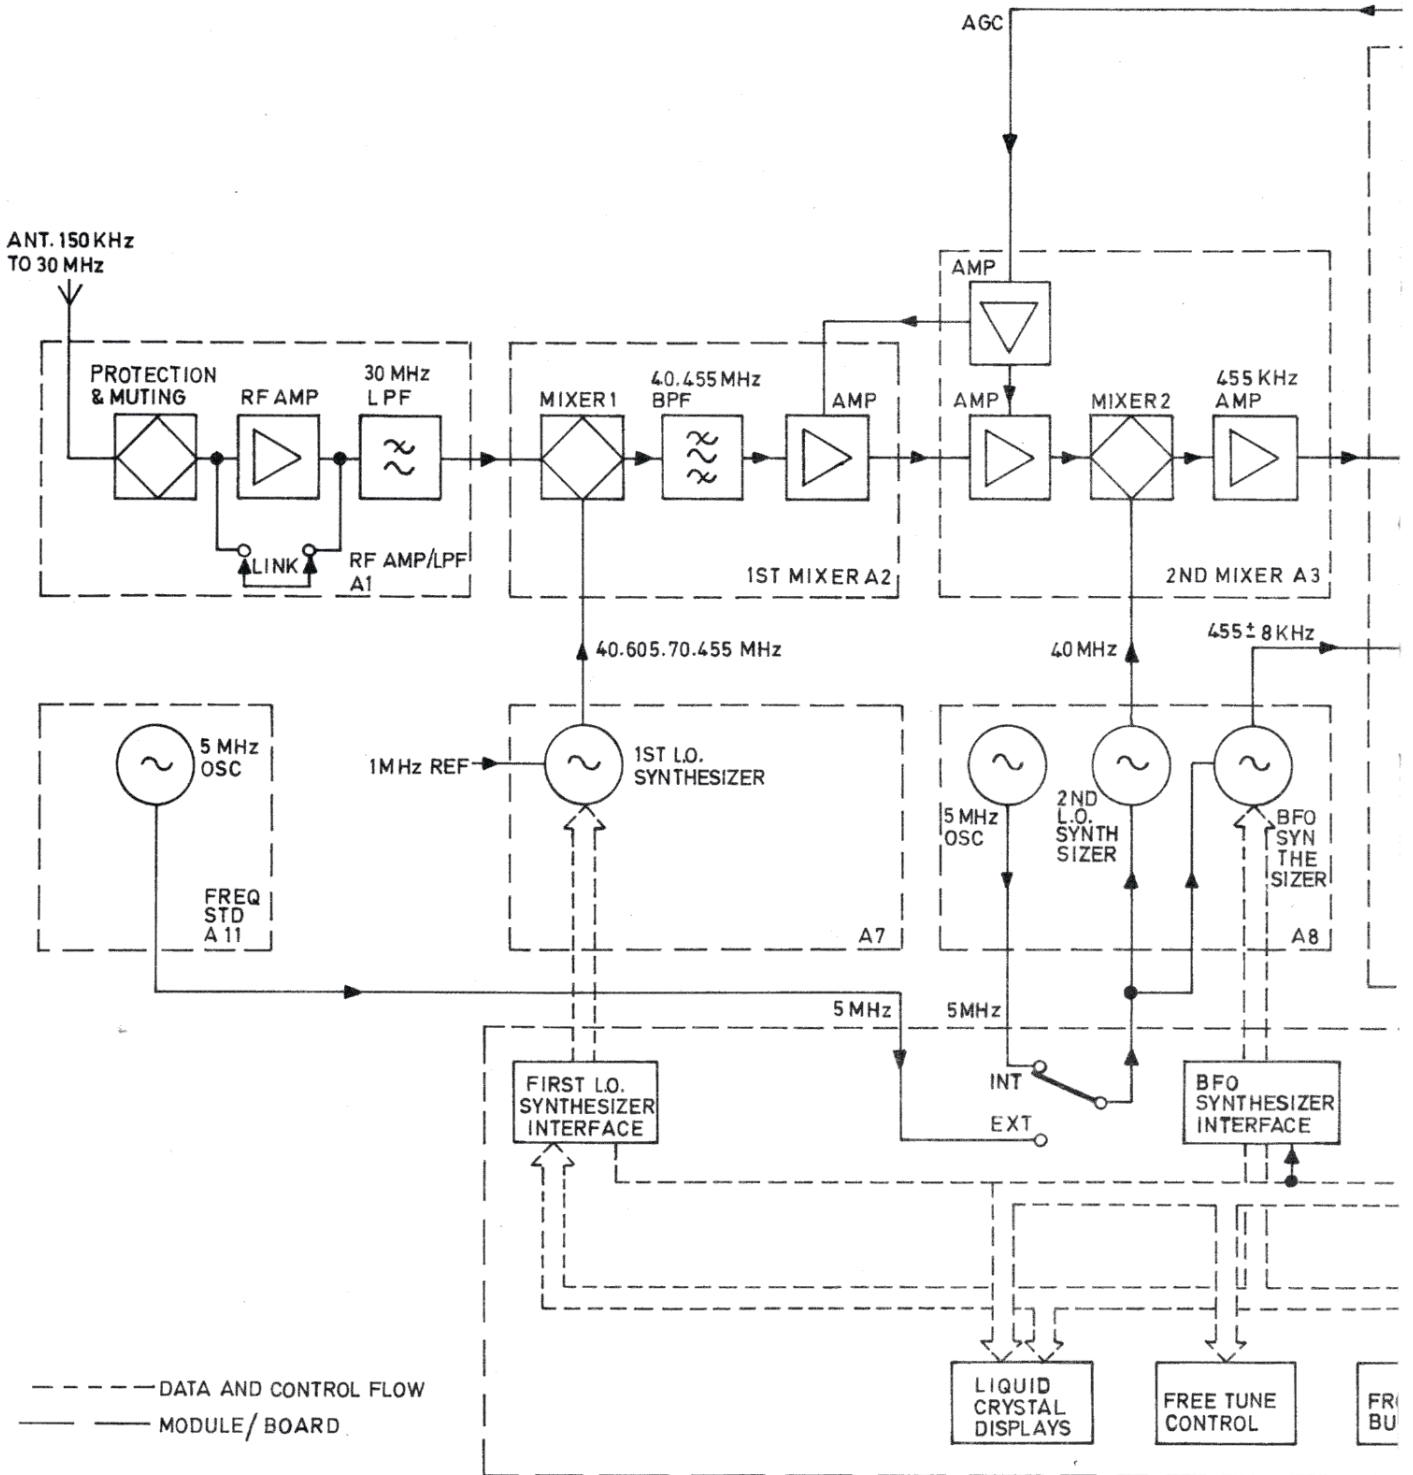 AGC
ANT. 150 KHz
TO 30 MHz
AMP
PROTECTION
& MUTING
RF AMP
30 MHz
LPF
MIXER 1
40.455 MHz
BPF
AMP
AMP
MIXER 2
455 KHz
AMP
LINK
RF AMP/LPF
A1
1ST MIXER A2
2ND MIXER A3
40.605.70.455 MHz
40 MHz
455 ± 8 KHz
5 MHz
OSC
1MHz REF
1ST L.O.
SYNTHESIZER
5 MHz
OSC
2ND
L.O.
SYNTH
SIZER
BFO
SYN
THE
SIZER
FREQ
STD
A 11
A7
A8
5 MHz
5MHz
INT
EXT
FIRST L.O.
SYNTHESIZER
INTERFACE
BFO
SYNTHESIZER
INTERFACE
LIQUID
CRYSTAL
DISPLAYS
FREE TUNE
CONTROL
FR
BU
DATA AND CONTROL FLOW
MODULE/BOARD